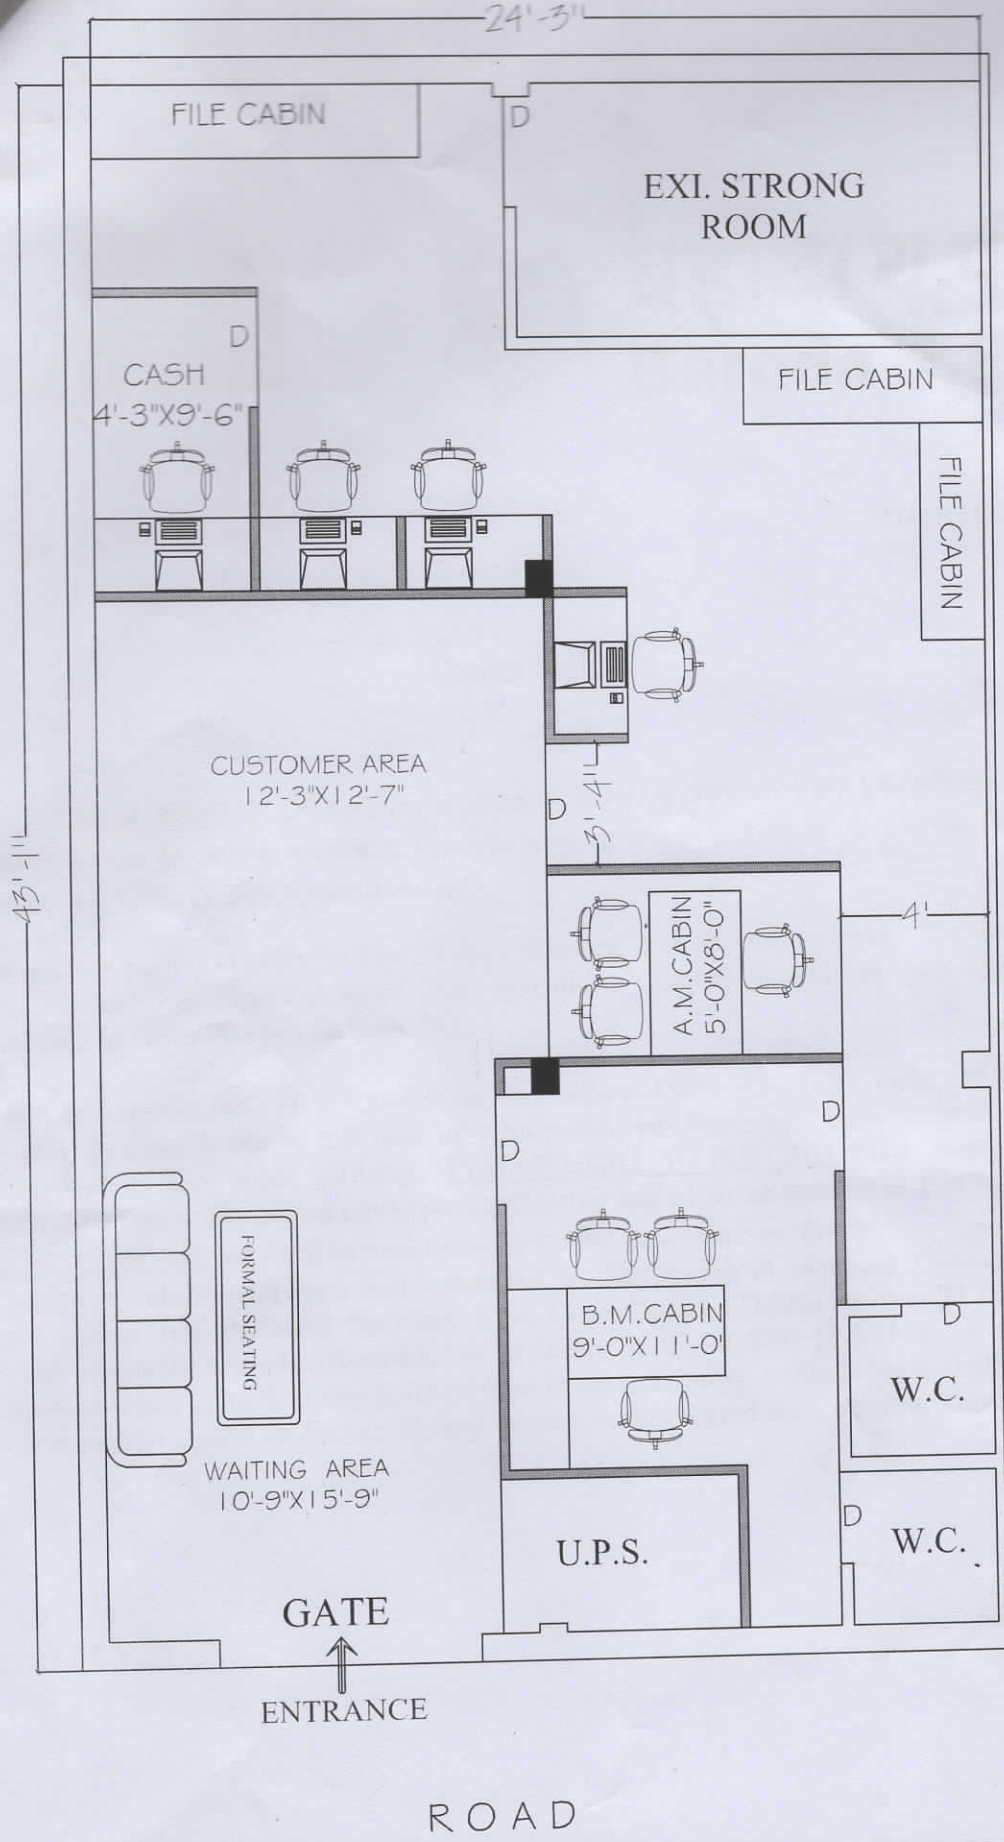 24'-3"
FILE CABIN
D
EXI. STRONG
ROOM
D
CASH
4'-3"X9'-6"
FILE CABIN
FILE CABIN
CUSTOMER AREA
12'-3"X12'-7"
D
3'-4"
43'-1"
A.M.CABIN
5'-0"X8'-0"
4'
D
D
FORMAL SEATING
B.M.CABIN
9'-0"X11'-0"
D
W.C.
WAITING AREA
10'-9"X15'-9"
U.P.S.
D
W.C.
GATE
ENTRANCE
ROAD